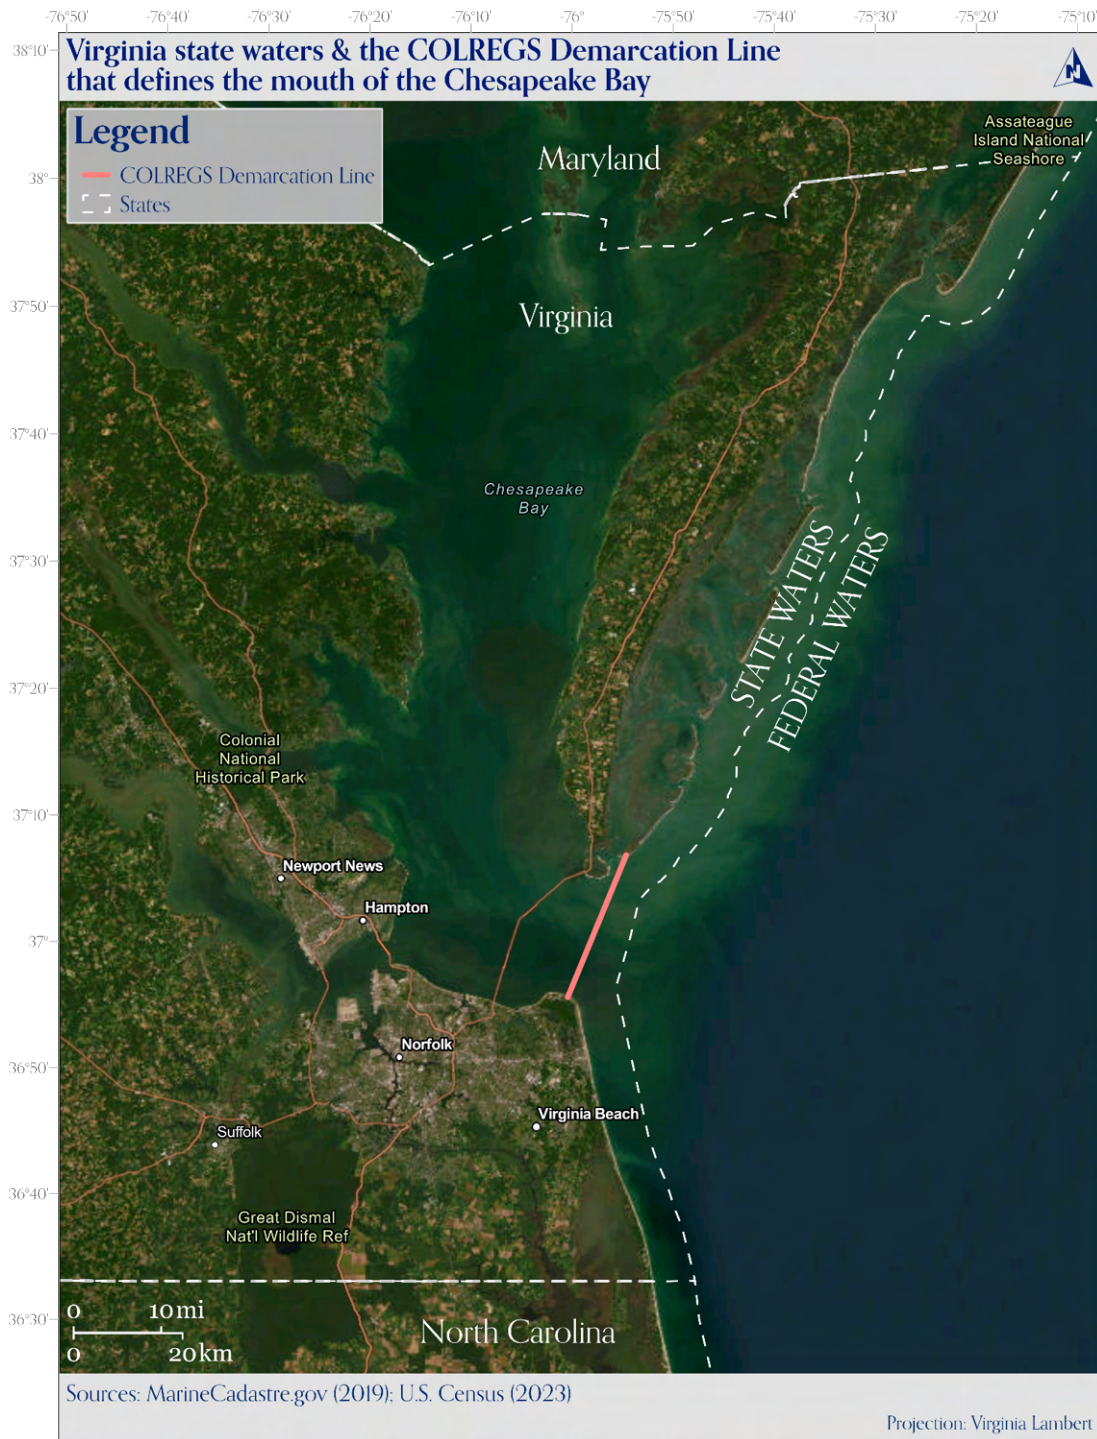 -76°50' -76°40' -76°30' -76°20' -76°10' -76° -75°50' -75°40' -75°30' -75°20' -75°10'
38°10'
Virginia state waters & the COLREGS Demarcation Line
that defines the mouth of the Chesapeake Bay
N
Legend
COLREGS Demarcation Line
States
Assateague
Island National
Seashore
Maryland
38°
Virginia
37°50'
37°40'
Chesapeake
Bay
37°30'
STATE WATERS
FEDERAL WATERS
37°20'
Colonial
National
Historical Park
37°10'
Newport News
Hampton
37°
Norfolk
36°50'
Virginia Beach
Suffolk
36°40'
Great Dismal
Nat'l Wildlife Ref
36°30'
0 10 mi
0 20 km
North Carolina
Sources: MarineCadastre.gov (2019); U.S. Census (2023)
Projection: Virginia Lambert